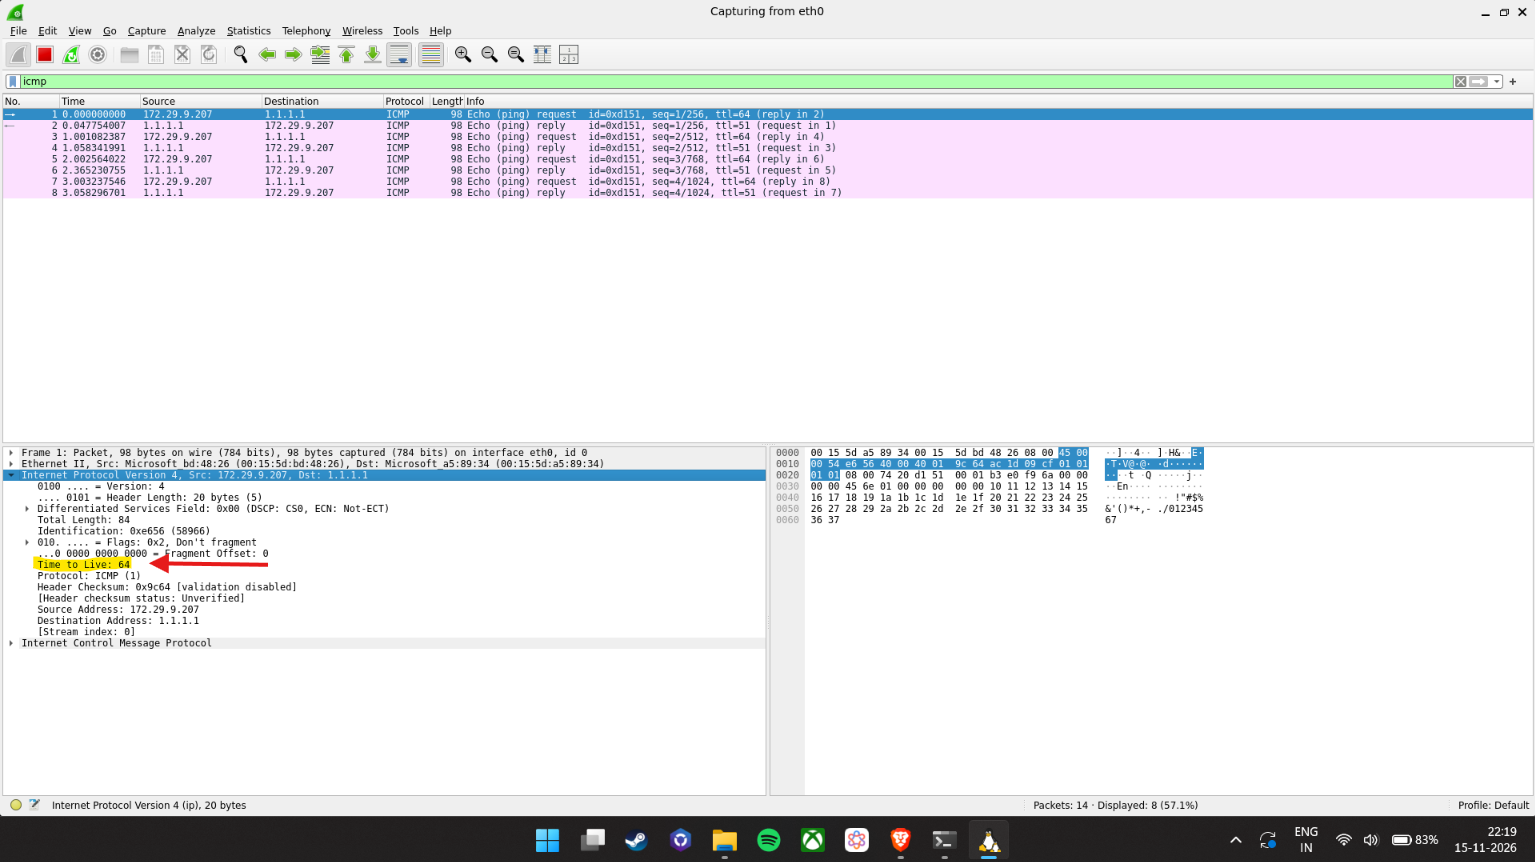 Capturing from eth0
File Edit View Go Capture Analyze Statistics Telephony Wireless Tools Help
icmp
No. Time Source Destination Protocol Length Info
1 0.000000000 172.29.9.207 1.1.1.1 ICMP 98 Echo (ping) request id=0xd151, seq=1/256, ttl=64 (reply in 2)
2 0.047754007 1.1.1.1 172.29.9.207 ICMP 98 Echo (ping) reply id=0xd151, seq=1/256, ttl=51 (request in 1)
3 1.001082387 172.29.9.207 1.1.1.1 ICMP 98 Echo (ping) request id=0xd151, seq=2/512, ttl=64 (reply in 4)
4 1.058341991 1.1.1.1 172.29.9.207 ICMP 98 Echo (ping) reply id=0xd151, seq=2/512, ttl=51 (request in 3)
5 2.002564022 172.29.9.207 1.1.1.1 ICMP 98 Echo (ping) request id=0xd151, seq=3/768, ttl=64 (reply in 6)
6 2.365230755 1.1.1.1 172.29.9.207 ICMP 98 Echo (ping) reply id=0xd151, seq=3/768, ttl=51 (request in 5)
7 3.003237546 172.29.9.207 1.1.1.1 ICMP 98 Echo (ping) request id=0xd151, seq=4/1024, ttl=64 (reply in 8)
8 3.058296701 1.1.1.1 172.29.9.207 ICMP 98 Echo (ping) reply id=0xd151, seq=4/1024, ttl=51 (request in 7)
Frame 1: Packet, 98 bytes on wire (784 bits), 98 bytes captured (784 bits) on interface eth0, id 0
Ethernet II, Src: Microsoft_bd:48:26 (00:15:5d:bd:48:26), Dst: Microsoft_a5:89:34 (00:15:5d:a5:89:34)
Internet Protocol Version 4, Src: 172.29.9.207, Dst: 1.1.1.1
0100 .... = Version: 4
.... 0101 = Header Length: 20 bytes (5)
Differentiated Services Field: 0x00 (DSCP: CS0, ECN: Not-ECT)
Total Length: 84
Identification: 0xe656 (58966)
010. .... = Flags: 0x2, Don't fragment
...0 0000 0000 0000 = Fragment Offset: 0
Time to Live: 64
Protocol: ICMP (1)
Header Checksum: 0x9c64 [validation disabled]
[Header checksum status: Unverified]
Source Address: 172.29.9.207
Destination Address: 1.1.1.1
[Stream index: 0]
Internet Control Message Protocol
0000 00 15 5d a5 89 34 00 15 5d bd 48 26 08 00 45 00 ··]··4·· ]·H&··E·
0010 00 54 e6 56 40 00 40 01 9c 64 ac 1d 09 cf 01 01 ·T·V@·@· ·d······
0020 01 01 08 00 74 20 d1 51 00 01 b3 e0 f9 6a 00 00 ····t ·Q ·····j··
0030 00 00 45 6e 01 00 00 00 00 00 10 11 12 13 14 15 ··En···· ········
0040 16 17 18 19 1a 1b 1c 1d 1e 1f 20 21 22 23 24 25 ········ ·· !"#$%
0050 26 27 28 29 2a 2b 2c 2d 2e 2f 30 31 32 33 34 35 &'()*+,- ./012345
0060 36 37 67
Internet Protocol Version 4 (ip), 20 bytes
Packets: 14 · Displayed: 8 (57.1%)
Profile: Default
ENG
IN
83%
22:19
15-11-2026